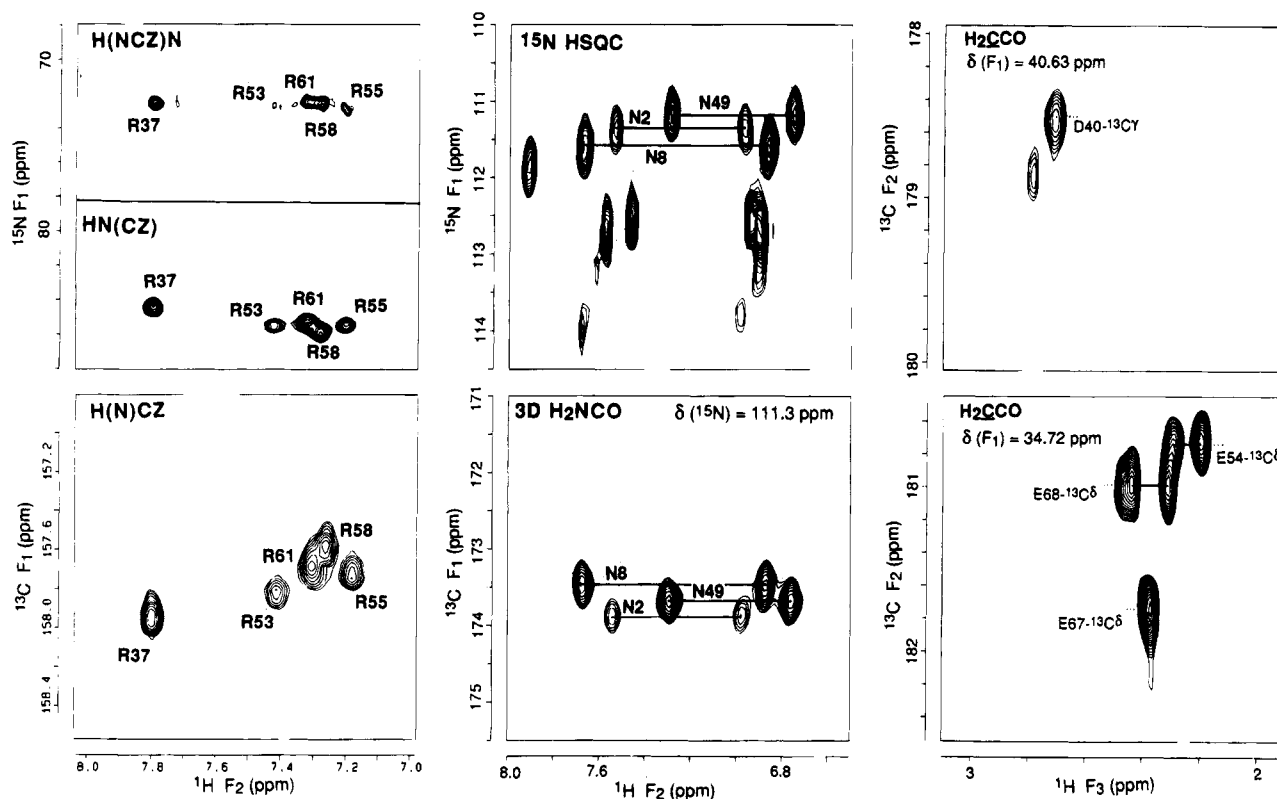 H(NCZ)N
70
R53
R61
R55
R37
R58
¹⁵N F₁ (ppm)
HN(CZ)
80
R37
R53
R61
R55
R58
H(N)CZ
157.2
157.6
158.0
158.4
¹³C F₁ (ppm)
R61
R58
R53
R55
R37
8.0
7.8
7.6
7.4
7.2
7.0
¹H F₂ (ppm)
¹⁵N HSQC
110
111
112
113
114
¹⁵N F₁ (ppm)
N2
N49
N8
3D H₂NCO
δ (¹⁵N) = 111.3 ppm
171
172
173
174
175
¹³C F₁ (ppm)
N8
N49
N2
8.0
7.6
6.8
¹H F₂ (ppm)
H₂CCO
δ (F₁) = 40.63 ppm
178
179
180
¹³C F₂ (ppm)
D40-¹³Cγ
H₂CCO
δ (F₁) = 34.72 ppm
181
182
¹³C F₂ (ppm)
E54-¹³Cδ
E68-¹³Cδ
E67-¹³Cδ
3
2
¹H F₃ (ppm)